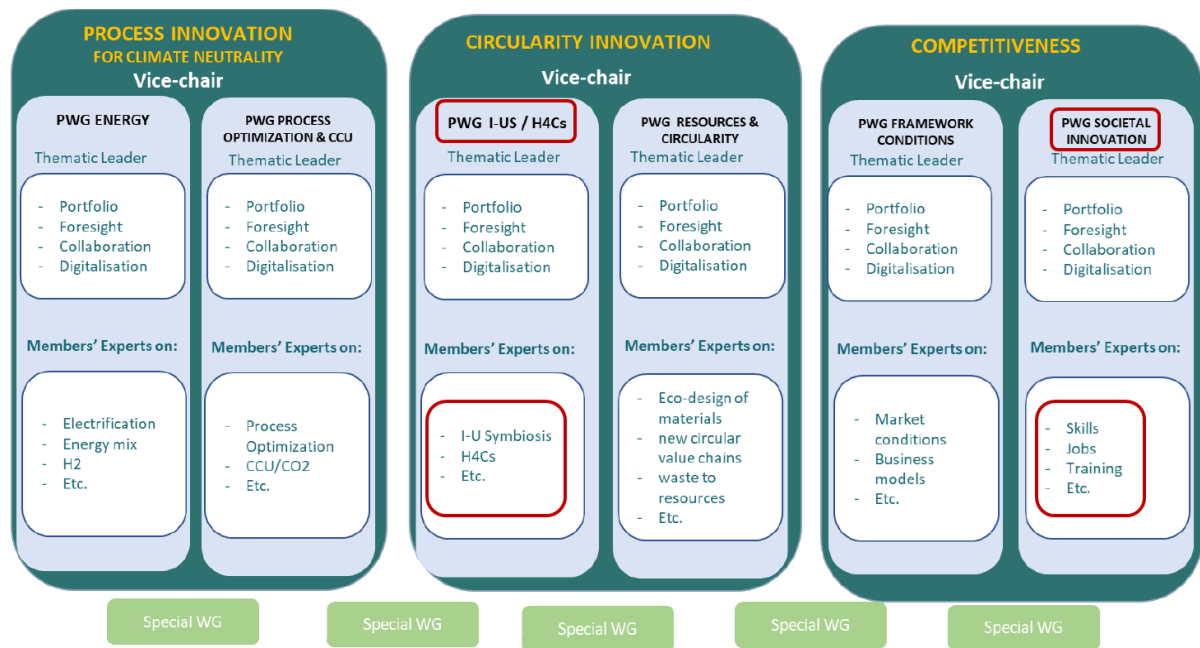 PROCESS INNOVATION
FOR CLIMATE NEUTRALITY
Vice-chair
PWG ENERGY
Thematic Leader
- Portfolio
- Foresight
- Collaboration
- Digitalisation
Members' Experts on:
- Electrification
- Energy mix
- H2
- Etc.
PWG PROCESS
OPTIMIZATION & CCU
Thematic Leader
- Portfolio
- Foresight
- Collaboration
- Digitalisation
Members' Experts on:
- Process
Optimization
- CCU/CO2
- Etc.
CIRCULARITY INNOVATION
Vice-chair
PWG I-US / H4Cs
Thematic Leader
- Portfolio
- Foresight
- Collaboration
- Digitalisation
Members' Experts on:
- I-U Symbiosis
- H4Cs
- Etc.
PWG RESOURCES &
CIRCULARITY
Thematic Leader
- Portfolio
- Foresight
- Collaboration
- Digitalisation
Members' Experts on:
- Eco-design of
materials
- new circular
value chains
- waste to
resources
- Etc.
COMPETITIVENESS
Vice-chair
PWG FRAMEWORK
CONDITIONS
Thematic Leader
- Portfolio
- Foresight
- Collaboration
- Digitalisation
Members' Experts on:
- Market
conditions
- Business
models
- Etc.
PWG SOCIETAL
INNOVATION
Thematic Leader
- Portfolio
- Foresight
- Collaboration
- Digitalisation
Members' Experts on:
- Skills
- Jobs
- Training
- Etc.
Special WG
Special WG
Special WG
Special WG
Special WG